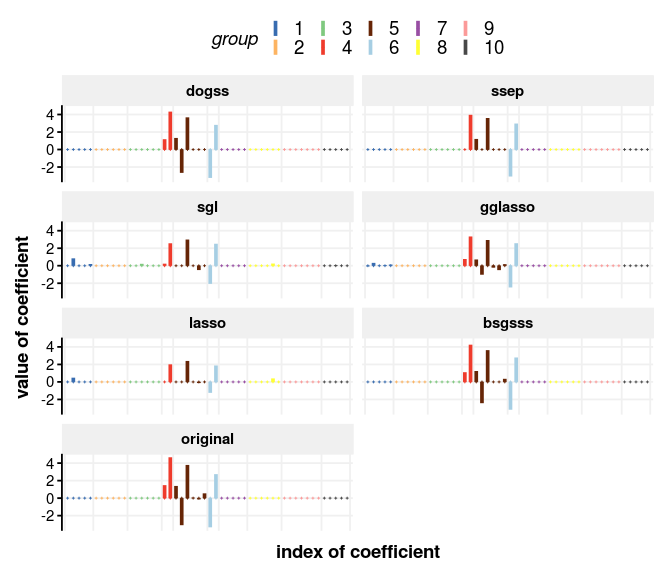 group 1 3 5 7 9
2 4 6 8 10
dogss ssep
4
2
0
-2
sgl gglasso
4
2
0
-2
lasso bsgsss
4
2
0
-2
original
4
2
0
-2
value of coefficient
index of coefficient